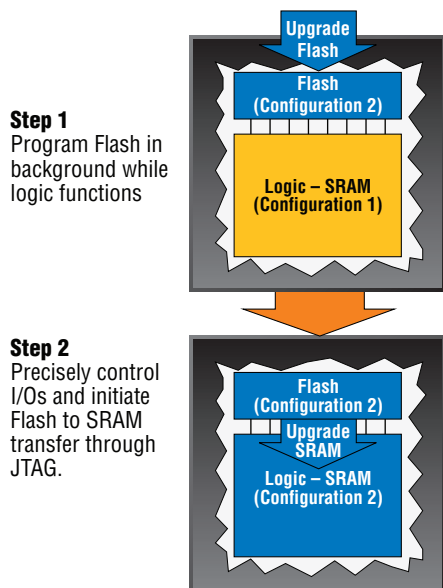 Upgrade
Flash
Flash
(Configuration 2)
Step 1
Program Flash in
background while
logic functions
Logic – SRAM
(Configuration 1)
Step 2
Precisely control
I/Os and initiate
Flash to SRAM
transfer through
JTAG.
Flash
(Configuration 2)
Upgrade
SRAM
Logic – SRAM
(Configuration 2)